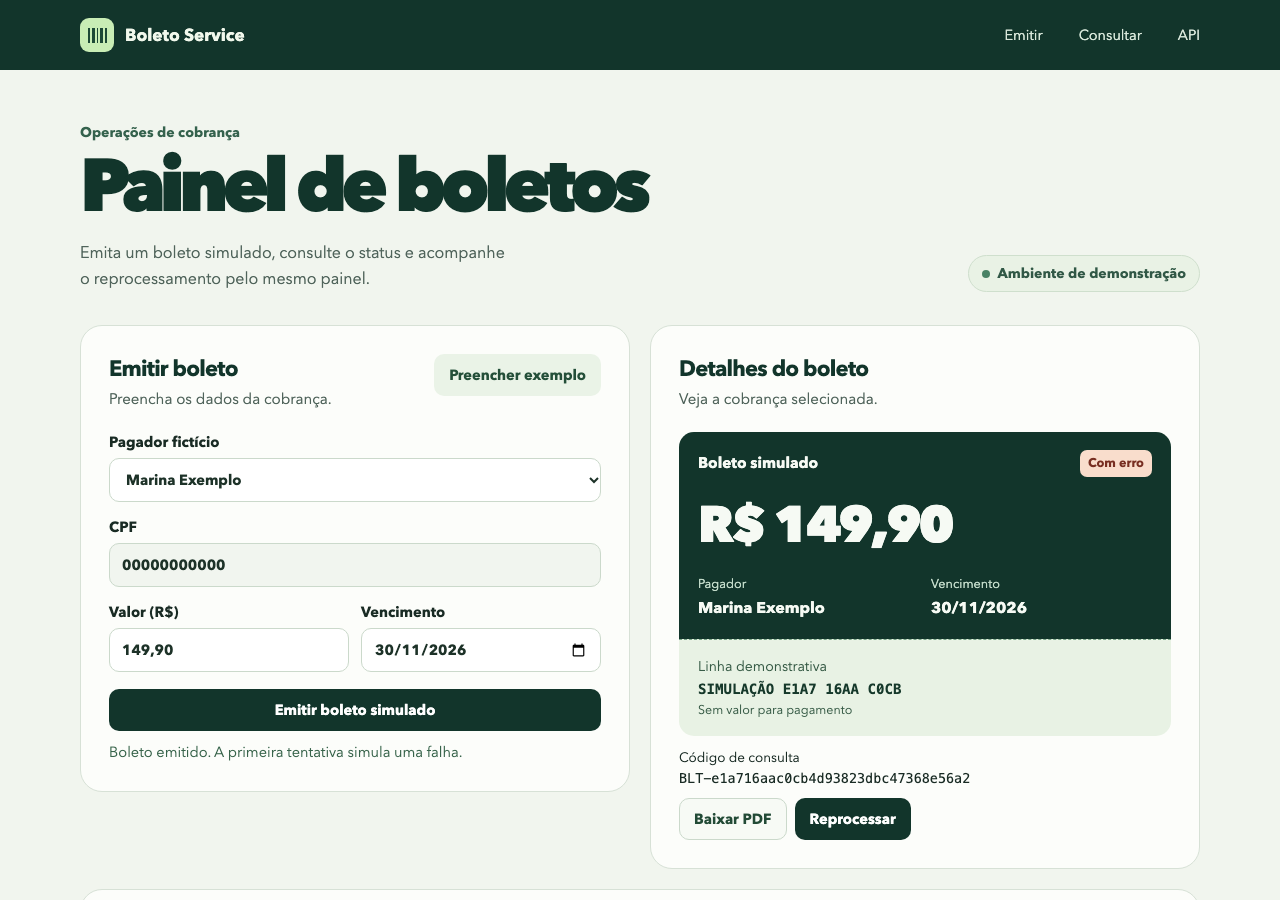 Boleto Service
Emitir
Consultar
API
Operações de cobrança
Painel de boletos
Emita um boleto simulado, consulte o status e acompanhe
o reprocessamento pelo mesmo painel.
Ambiente de demonstração
Emitir boleto
Preencha os dados da cobrança.
Preencher exemplo
Pagador fictício
Marina Exemplo
CPF
00000000000
Valor (R$)
149,90
Vencimento
30/11/2026
Emitir boleto simulado
Boleto emitido. A primeira tentativa simula uma falha.
Detalhes do boleto
Veja a cobrança selecionada.
Boleto simulado
Com erro
R$ 149,90
Pagador
Marina Exemplo
Vencimento
30/11/2026
Linha demonstrativa
SIMULAÇÃO E1A7 16AA C0CB
Sem valor para pagamento
Código de consulta
BLT-e1a716aac0cb4d93823dbc47368e56a2
Baixar PDF
Reprocessar